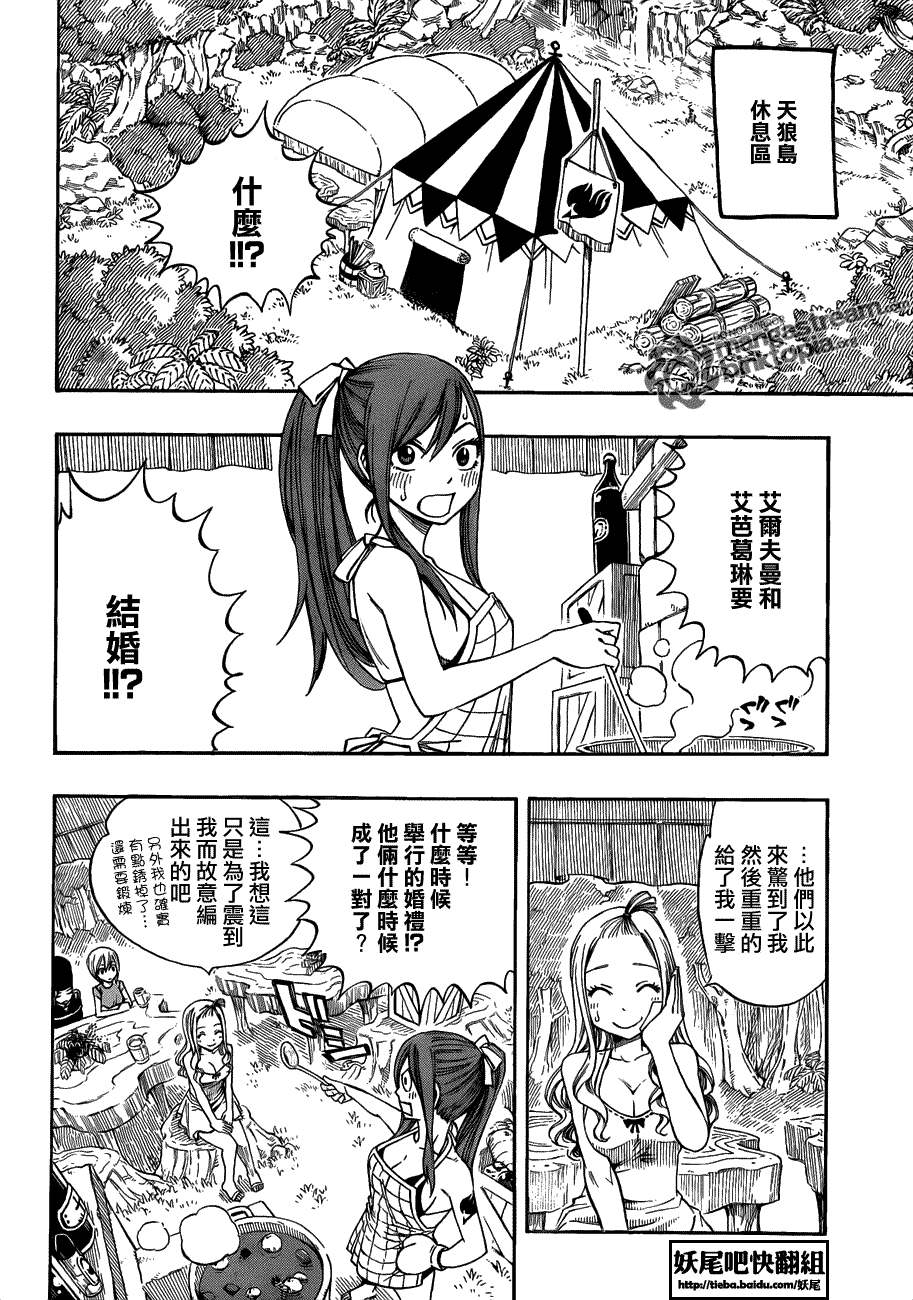 天狼島
休息區
什麼!!?
mangastream.com
pinktopia.org
艾爾夫曼和
艾芭葛琳要
結婚!!?
…他們以此
來驚到了我
然後重重的
給了我一擊
等等！
什麼時候
舉行的婚禮!?
他倆什麼時候
成了一對了？
這…我想這
只是為了震到
我而故意編
出來的吧
另外我也確實
有點銹掉了…
還需要鍛煉
妖尾吧快翻組
http://tieba.baidu.com/妖尾